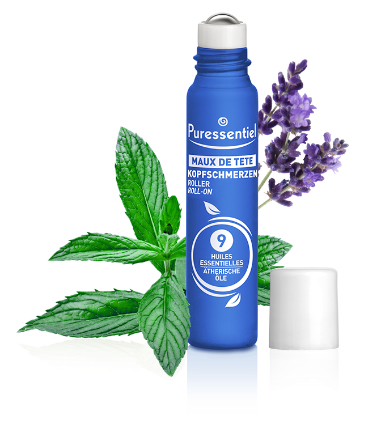 Puressentiel
MAUX DE TETE
KOPFSCHMERZEN
ROLLER
ROLL-ON
9
HUILES
ESSENTIELLES
ÄTHERISCHE
ÖLE